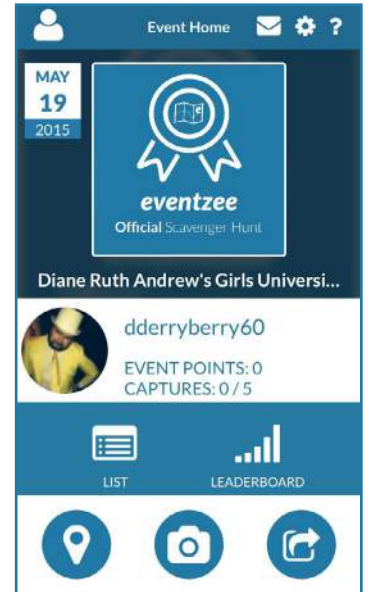 Event Home
?
MAY
19
2015
eventzee
Official Scavenger Hunt
Diane Ruth Andrew's Girls Universi...
dderryberry60
EVENT POINTS: 0
CAPTURES: 0 / 5
LIST
LEADERBOARD